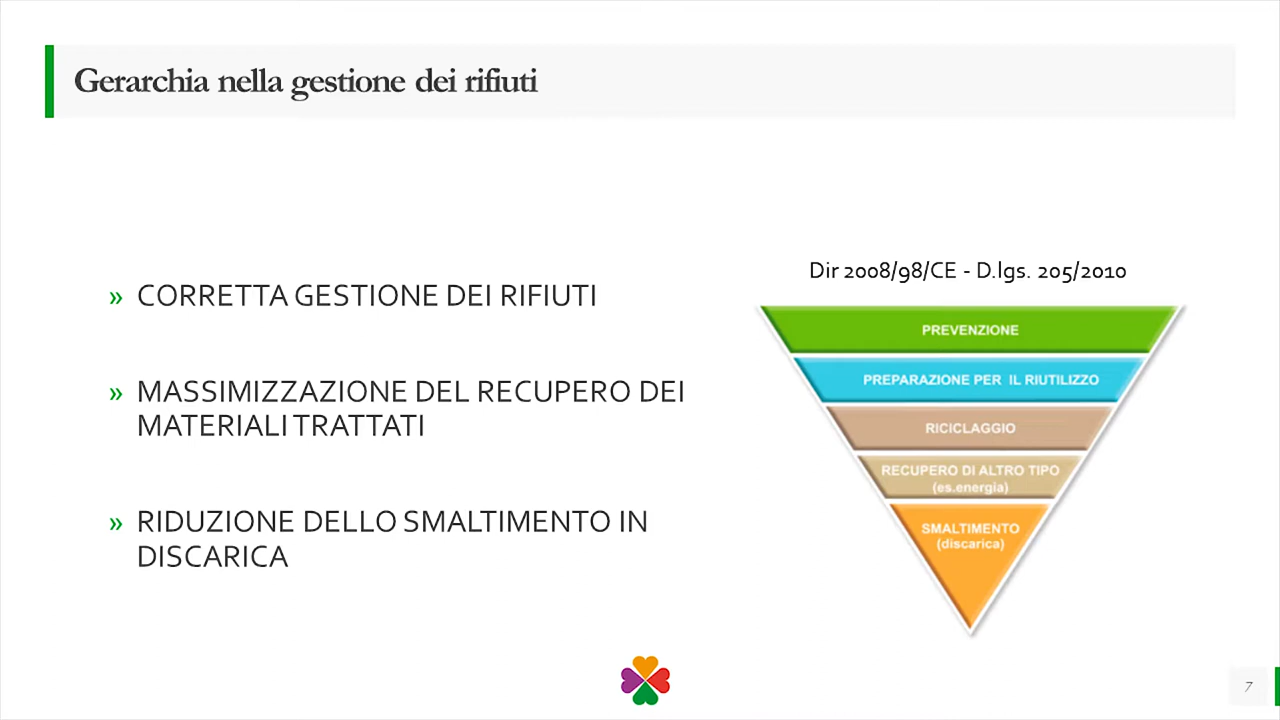 Gerarchia nella gestione dei rifiuti
» CORRETTA GESTIONE DEI RIFIUTI
» MASSIMIZZAZIONE DEL RECUPERO DEI
MATERIALI TRATTATI
» RIDUZIONE DELLO SMALTIMENTO IN
DISCARICA
Dir 2008/98/CE - D.lgs. 205/2010
PREVENZIONE
PREPARAZIONE PER IL RIUTILIZZO
RICICLAGGIO
RECUPERO DI ALTRO TIPO
(es.energia)
SMALTIMENTO
(discarica)
7